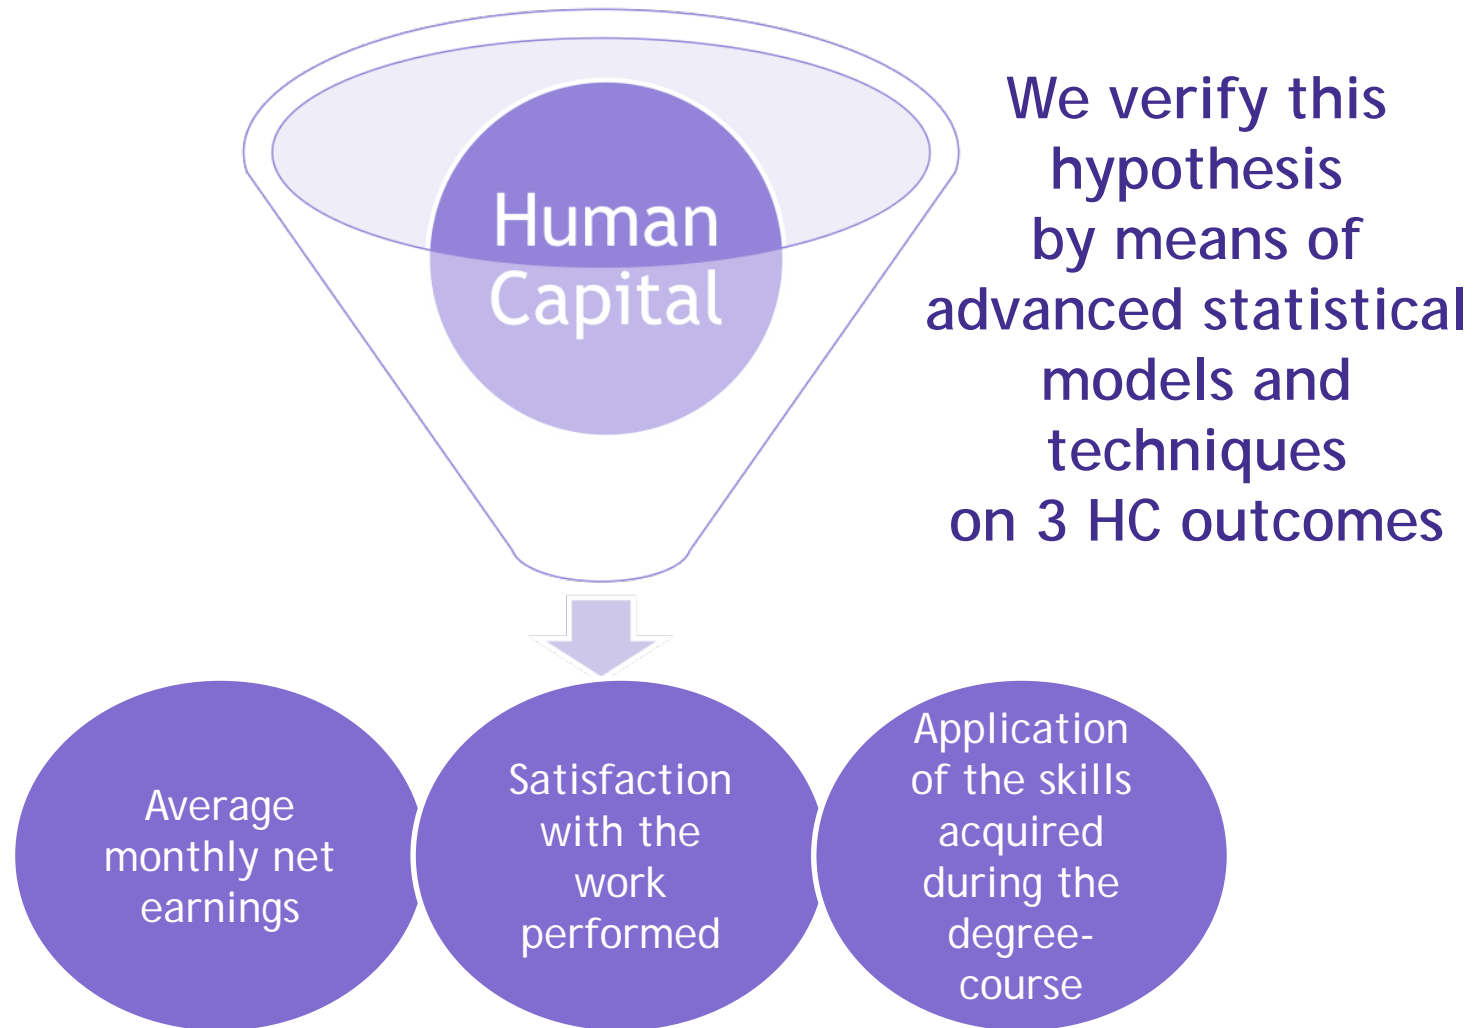 Human
Capital
We verify this
hypothesis
by means of
advanced statistical
models and
techniques
on 3 HC outcomes
Average
monthly net
earnings
Satisfaction
with the
work
performed
Application
of the skills
acquired
during the
degree-
course